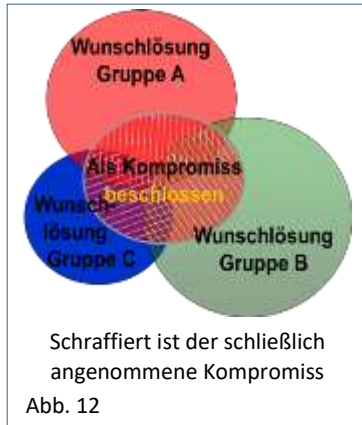 Wunschlösung
Gruppe A
Als Kompromiss
beschlossen
Wunsch-
lösung
Gruppe C
Wunschlösung
Gruppe B
Schraffiert ist der schließlich
angenommene Kompromiss
Abb. 12